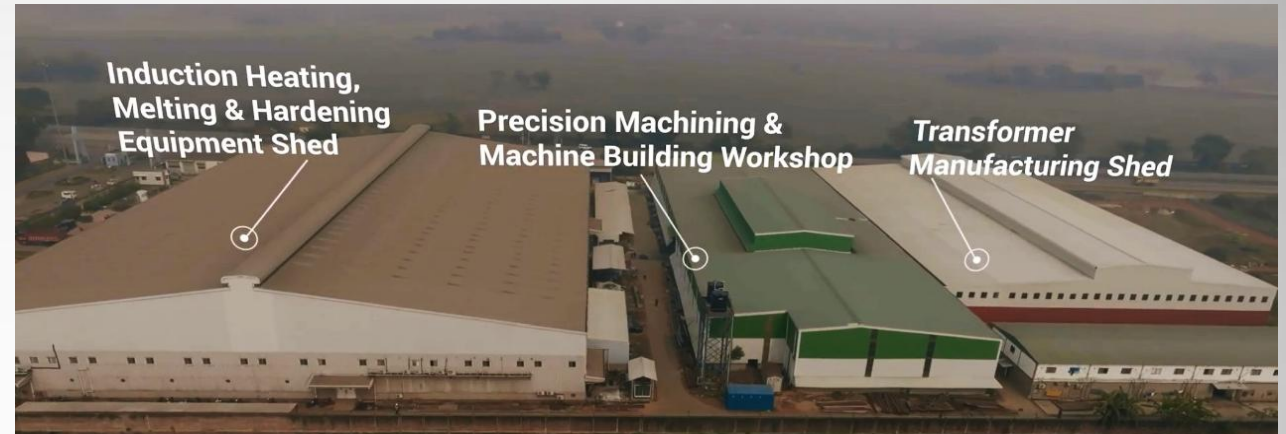 Induction Heating,
Melting & Hardening
Equipment Shed
Precision Machining &
Machine Building Workshop
Transformer
Manufacturing Shed